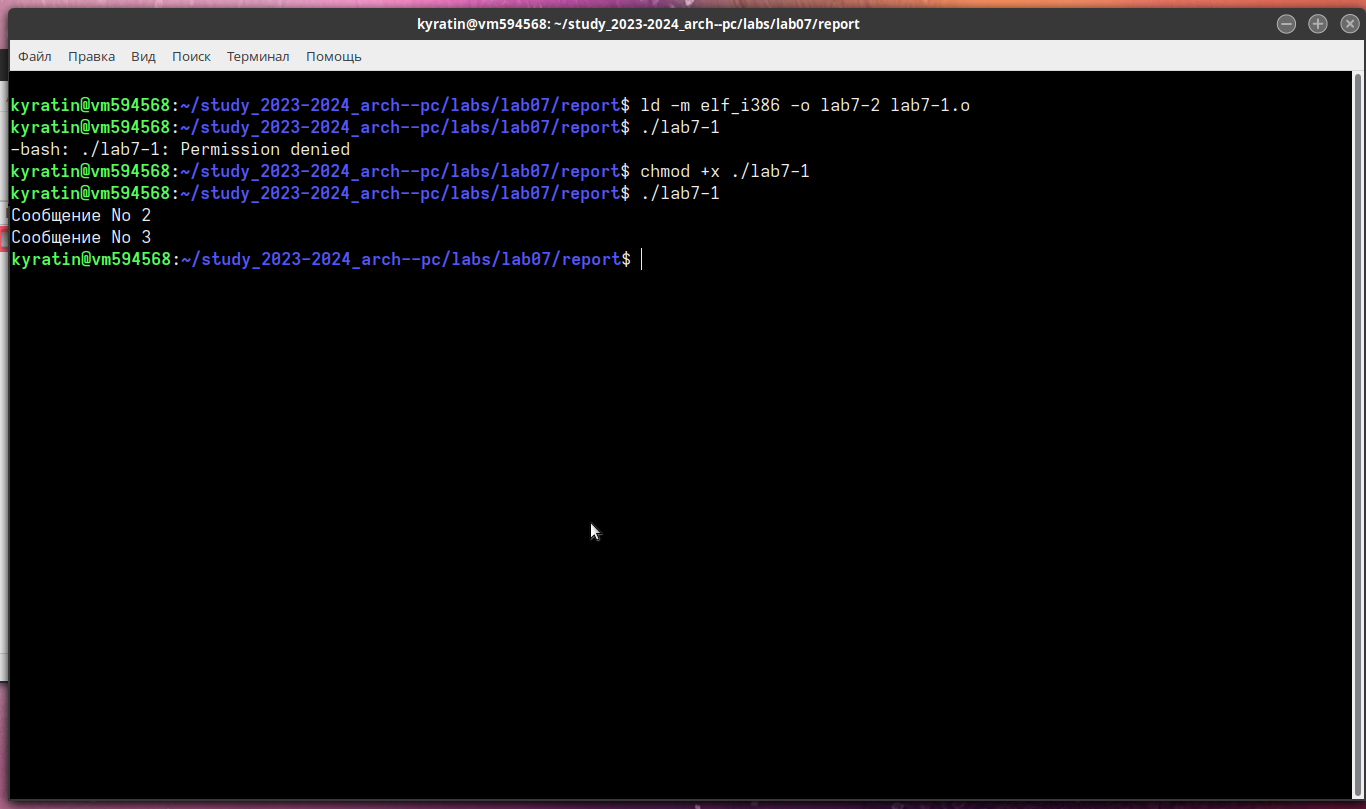 kyratin@vm594568: ~/study_2023-2024_arch--pc/labs/lab07/report
Файл Правка Вид Поиск Терминал Помощь
kyratin@vm594568:~/study_2023-2024_arch--pc/labs/lab07/report$ ld -m elf_i386 -o lab7-2 lab7-1.o
kyratin@vm594568:~/study_2023-2024_arch--pc/labs/lab07/report$ ./lab7-1
-bash: ./lab7-1: Permission denied
kyratin@vm594568:~/study_2023-2024_arch--pc/labs/lab07/report$ chmod +x ./lab7-1
kyratin@vm594568:~/study_2023-2024_arch--pc/labs/lab07/report$ ./lab7-1
Сообщение No 2
Сообщение No 3
kyratin@vm594568:~/study_2023-2024_arch--pc/labs/lab07/report$